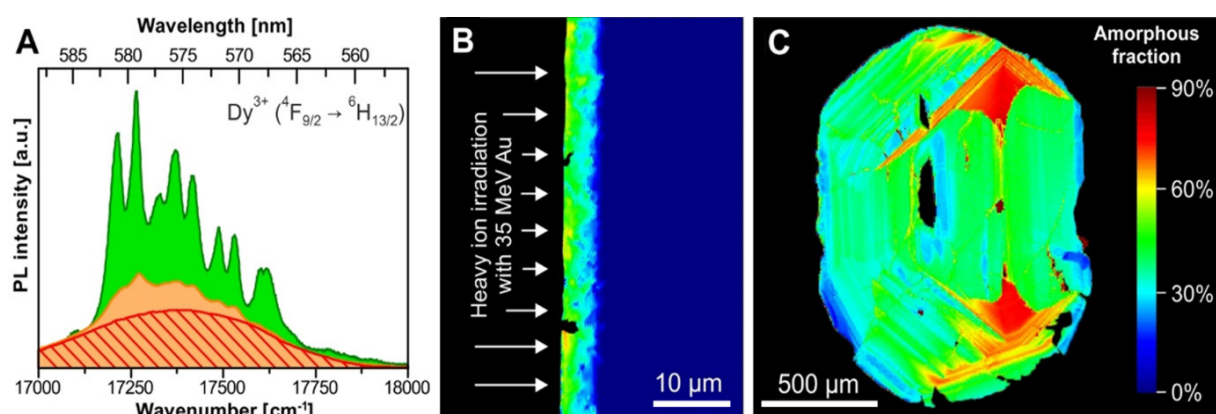 A
Wavelength [nm]
585 580 575 570 565 560
Dy³⁺ (⁴F₉/₂ → ⁶H₁₃/₂)
PL intensity [a.u.]
17000 17250 17500 17750 18000
Wavenumber [cm⁻¹]
B
Heavy ion irradiation
with 35 MeV Au
10 µm
C
Amorphous
fraction
90%
60%
30%
0%
500 µm